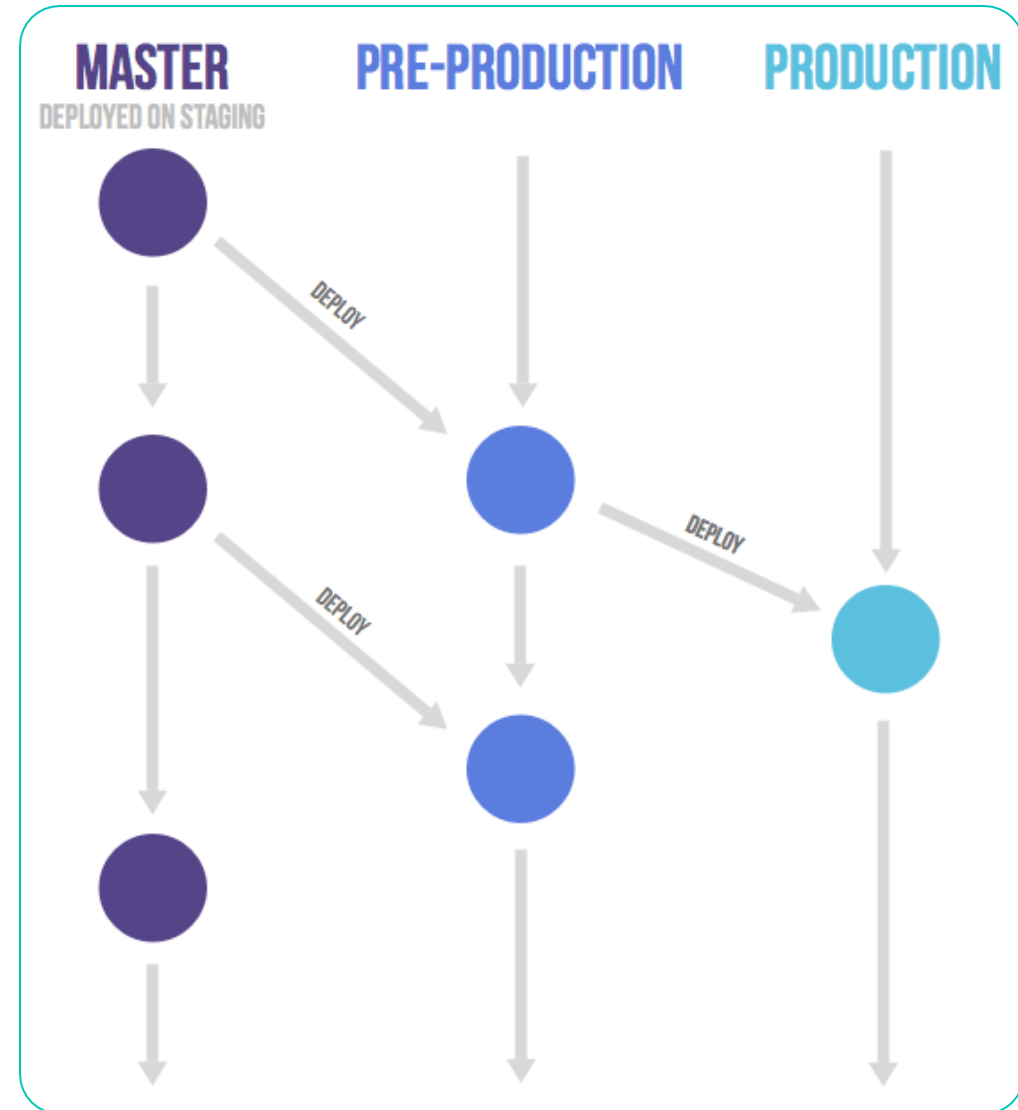 MASTER
DEPLOYED ON STAGING
PRE-PRODUCTION
PRODUCTION
DEPLOY
DEPLOY
DEPLOY